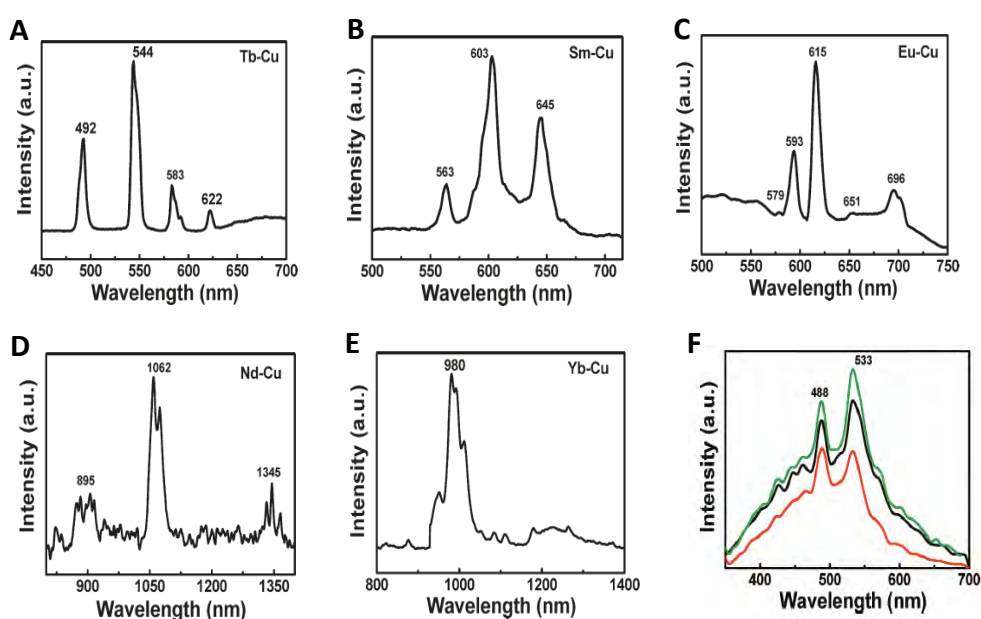 A
Tb-Cu
544
492
583
622
Intensity (a.u.)
450 500 550 600 650 700
Wavelength (nm)
B
Sm-Cu
603
645
563
Intensity (a.u.)
500 550 600 650 700
Wavelength (nm)
C
Eu-Cu
615
593
579
651
696
Intensity (a.u.)
500 550 600 650 700 750
Wavelength (nm)
D
Nd-Cu
1062
895
1345
Intensity (a.u.)
900 1050 1200 1350
Wavelength (nm)
E
Yb-Cu
980
Intensity (a.u.)
800 1000 1200 1400
Wavelength (nm)
F
533
488
Intensity (a.u.)
400 500 600 700
Wavelength (nm)